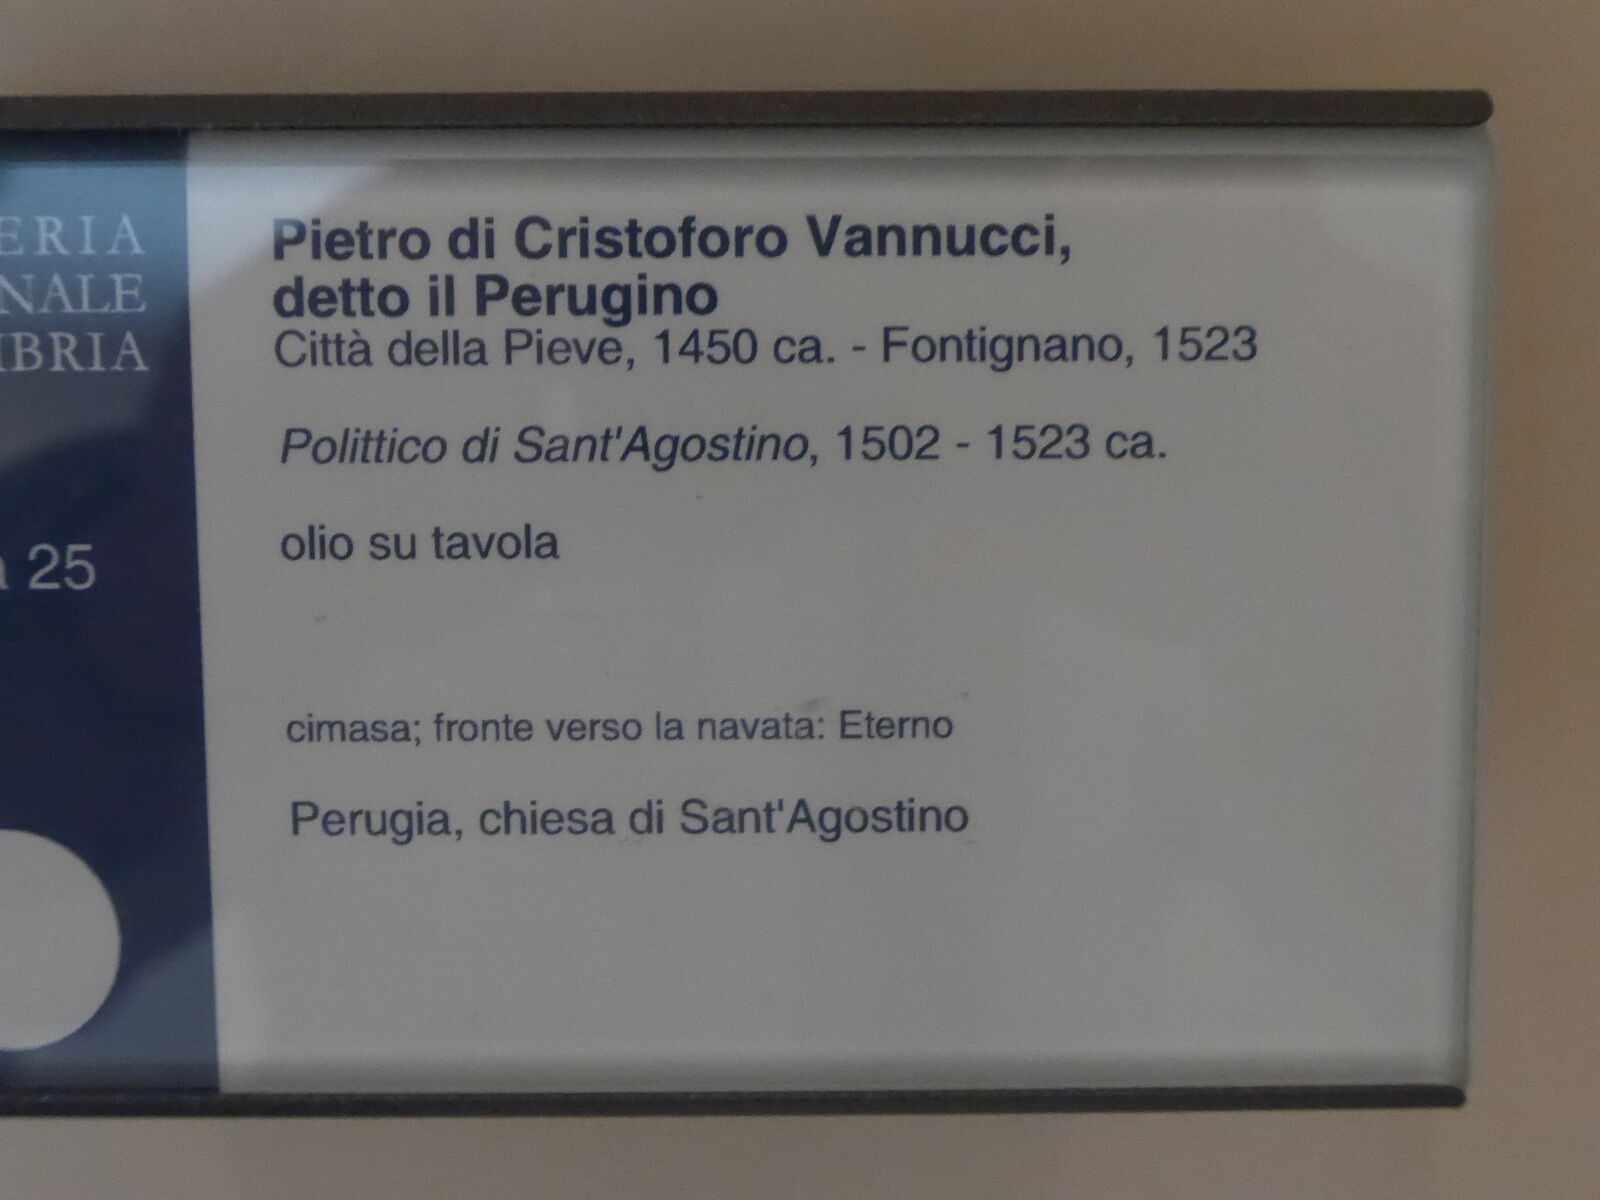 ERIA
NALE
BRIA
25
Pietro di Cristoforo Vannucci,
detto il Perugino
Città della Pieve, 1450 ca. - Fontignano, 1523
Polittico di Sant'Agostino, 1502 - 1523 ca.
olio su tavola
cimasa; fronte verso la navata: Eterno
Perugia, chiesa di Sant'Agostino